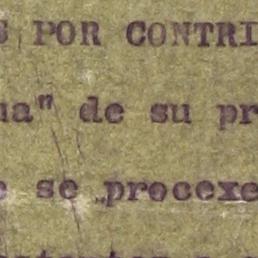 S POR CONTRI
ua" de su pr
e se procexe